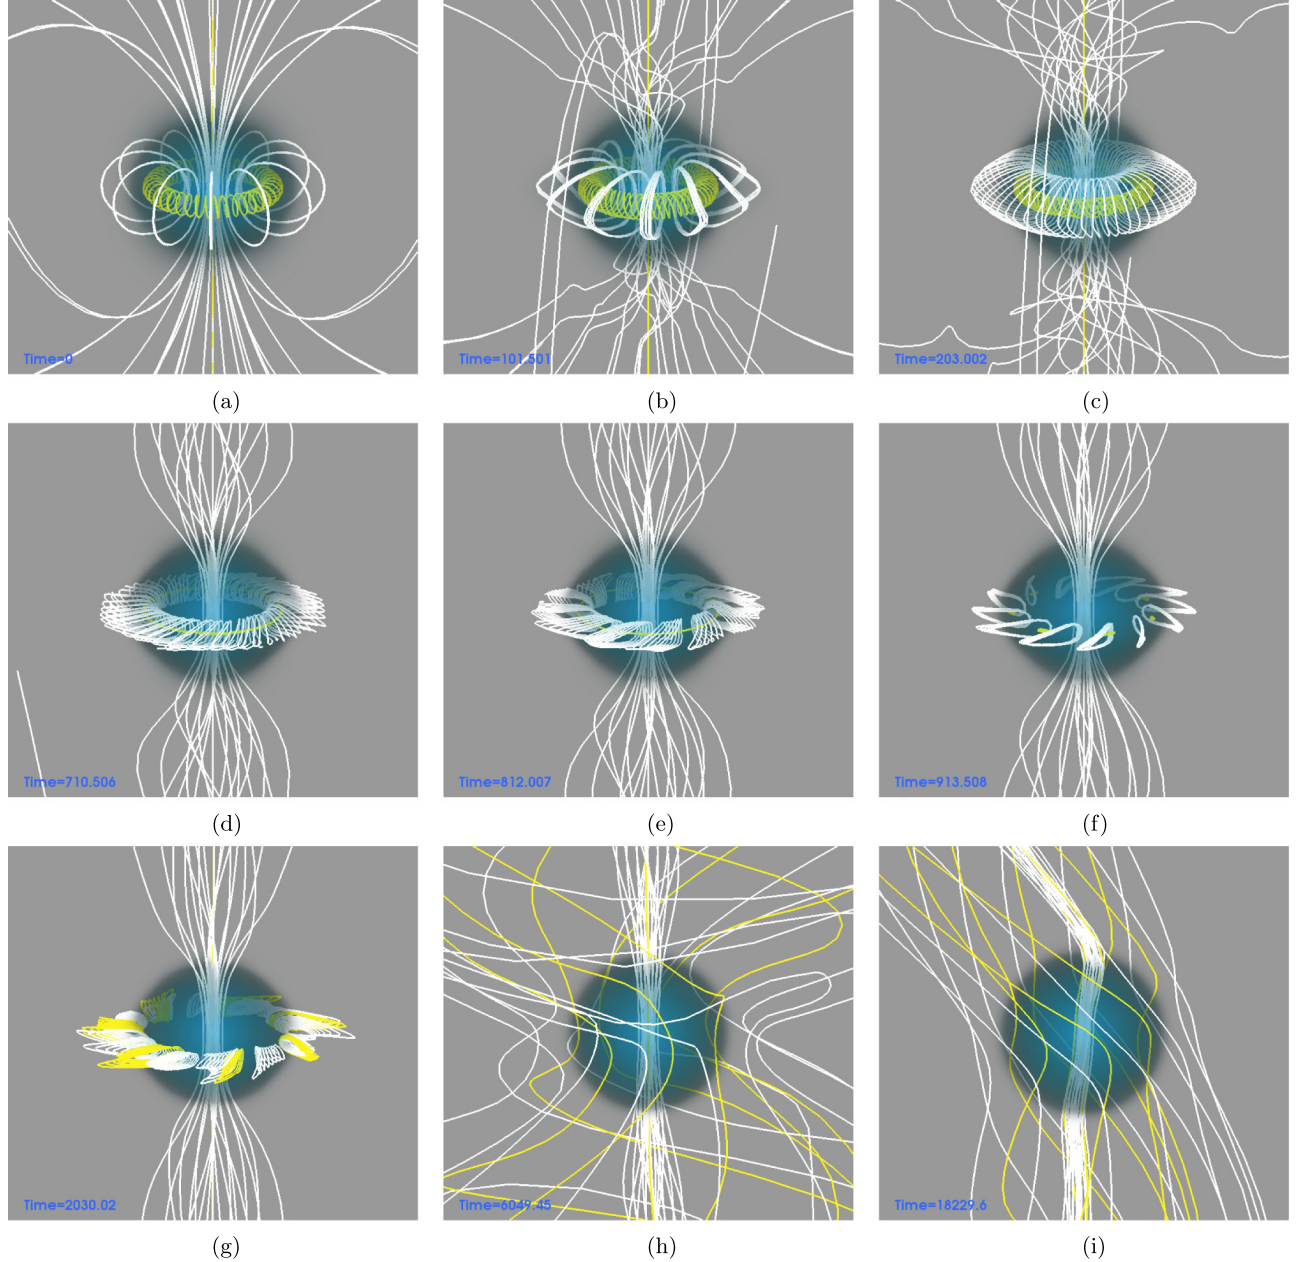 Time=0
Time=101.501
Time=203.002
(a)
(b)
(c)
Time=710.506
Time=812.007
Time=913.508
(d)
(e)
(f)
Time=2030.02
Time=6049.45
Time=18229.6
(g)
(h)
(i)